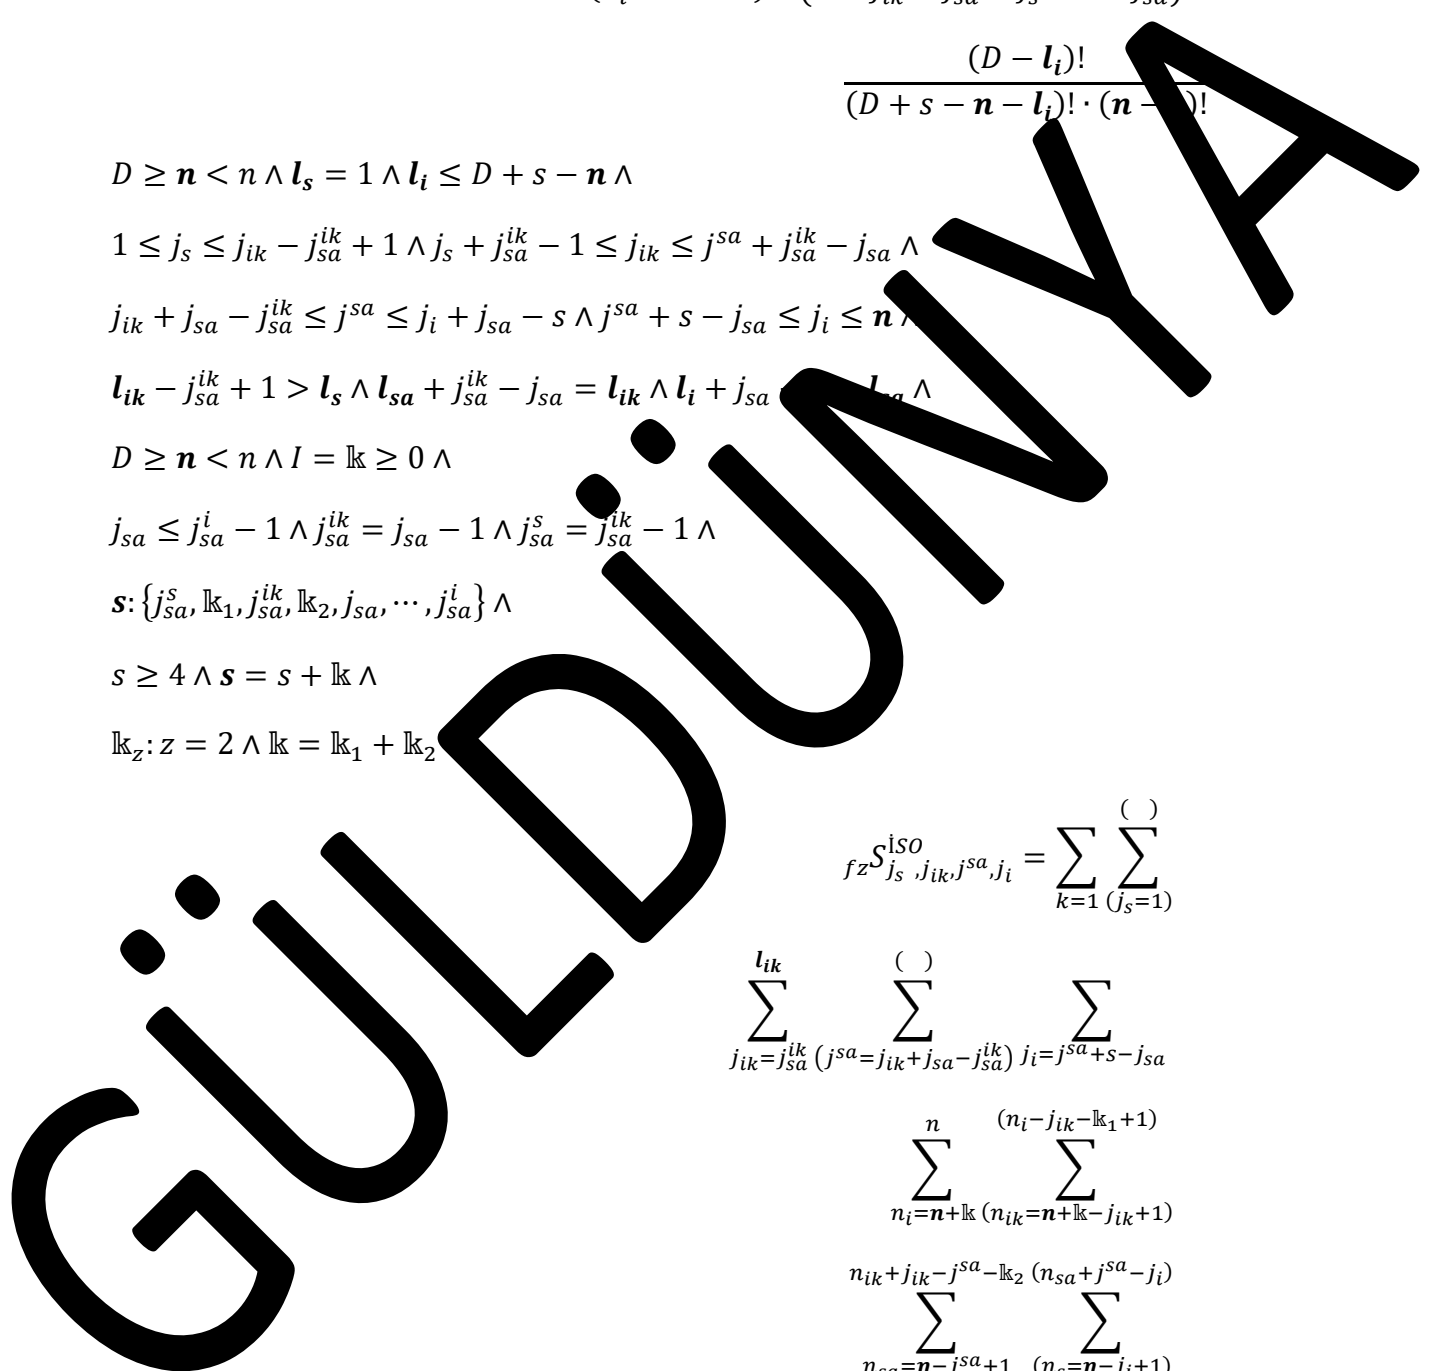 (D − l_i)!
(D + s − n − l_i)! · (n − )!
D ≥ n < n ∧ l_s = 1 ∧ l_i ≤ D + s − n ∧
1 ≤ j_s ≤ j_ik − j_sa^ik + 1 ∧ j_s + j_sa^ik − 1 ≤ j_ik ≤ j^sa + j_sa^ik − j_sa ∧
j_ik + j_sa − j_sa^ik ≤ j^sa ≤ j_i + j_sa − s ∧ j^sa + s − j_sa ≤ j_i ≤ n ∧
l_ik − j_sa^ik + 1 > l_s ∧ l_sa + j_sa^ik − j_sa = l_ik ∧ l_i + j_sa l_sa ∧
D ≥ n < n ∧ I = 𝕜 ≥ 0 ∧
j_sa ≤ j_sa^i − 1 ∧ j_sa^ik = j_sa − 1 ∧ j_sa^s = j_sa^ik − 1 ∧
s: {j_sa^s, 𝕜_1, j_sa^ik, 𝕜_2, j_sa, ⋯, j_sa^i} ∧
s ≥ 4 ∧ s = s + 𝕜 ∧
𝕜_z: z = 2 ∧ 𝕜 = 𝕜_1 + 𝕜_2
( )
fz S^İSO_{j_s, j_ik, j^sa, j_i} = ∑ ∑
k=1 (j_s=1)
l_ik ( )
∑ ∑ ∑
j_ik=j_sa^ik (j^sa=j_ik+j_sa−j_sa^ik) j_i=j^sa+s−j_sa
n (n_i−j_ik−𝕜_1+1)
∑ ∑
n_i=n+𝕜 (n_ik=n+𝕜−j_ik+1)
n_ik+j_ik−j^sa−𝕜_2 (n_sa+j^sa−j_i)
∑ ∑
n_sa=n−j^sa+1 (n_s=n−j_i+1)
GÜLDÜNYA